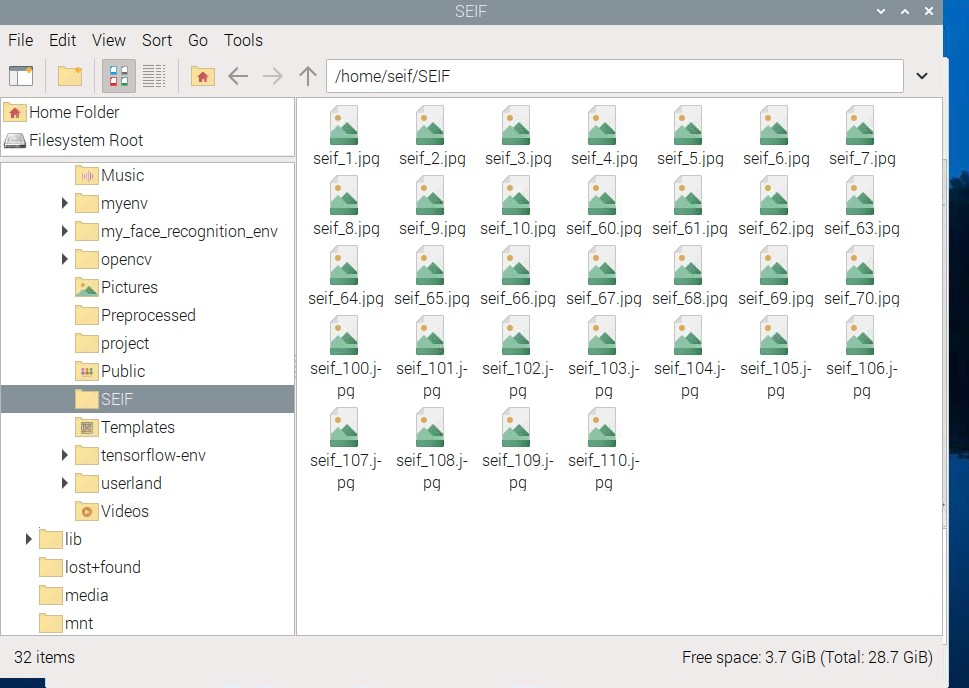 SEIF
File Edit View Sort Go Tools
/home/seif/SEIF
Home Folder
Filesystem Root
Music
myenv
my_face_recognition_env
opencv
Pictures
Preprocessed
project
Public
SEIF
Templates
tensorflow-env
userland
Videos
lib
lost+found
media
mnt
seif_1.jpg seif_2.jpg seif_3.jpg seif_4.jpg seif_5.jpg seif_6.jpg seif_7.jpg
seif_8.jpg seif_9.jpg seif_10.jpg seif_60.jpg seif_61.jpg seif_62.jpg seif_63.jpg
seif_64.jpg seif_65.jpg seif_66.jpg seif_67.jpg seif_68.jpg seif_69.jpg seif_70.jpg
seif_100.j- seif_101.j- seif_102.j- seif_103.j- seif_104.j- seif_105.j- seif_106.j-
pg pg pg pg pg pg pg
seif_107.j- seif_108.j- seif_109.j- seif_110.j-
pg pg pg pg
32 items Free space: 3.7 GiB (Total: 28.7 GiB)